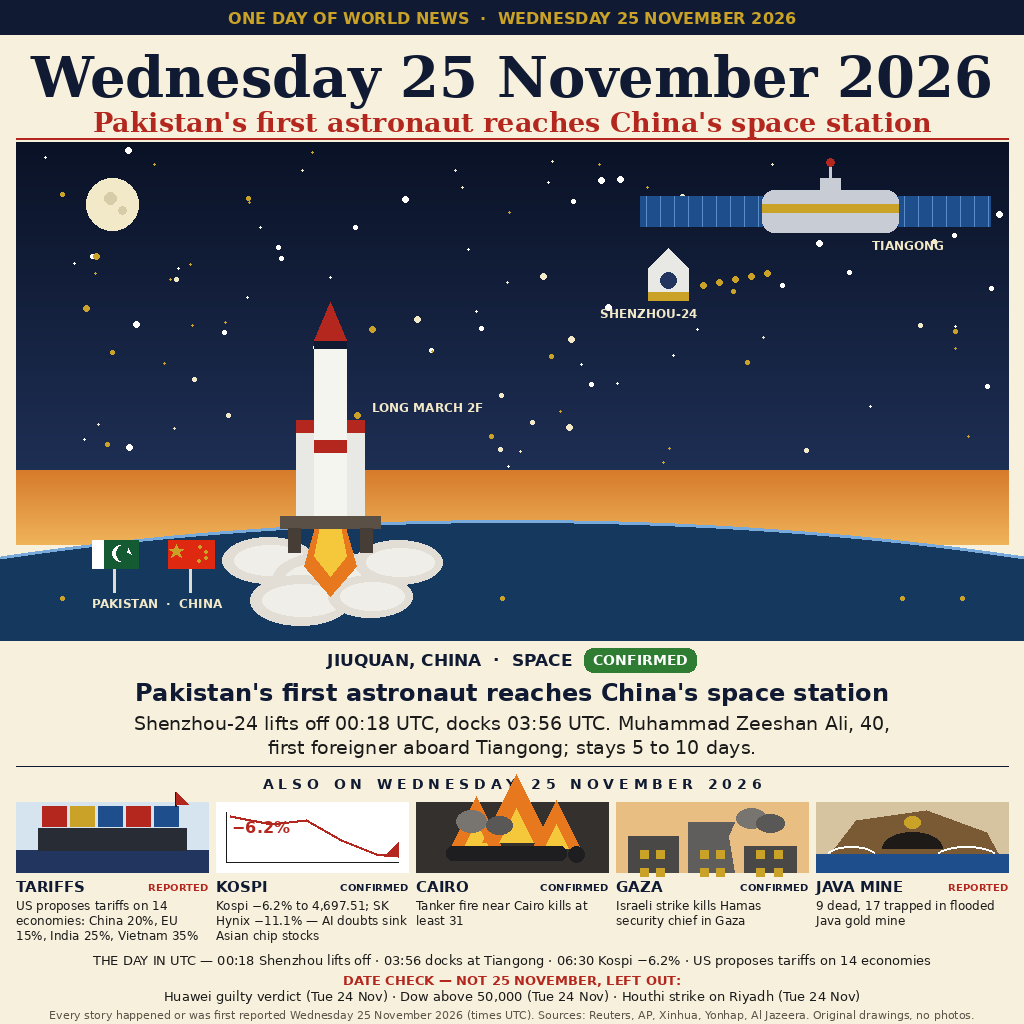 ONE DAY OF WORLD NEWS · WEDNESDAY 25 NOVEMBER 2026
Wednesday 25 November 2026
Pakistan's first astronaut reaches China's space station
TIANGONG
SHENZHOU-24
LONG MARCH 2F
PAKISTAN · CHINA
JIUQUAN, CHINA · SPACE CONFIRMED
Pakistan's first astronaut reaches China's space station
Shenzhou-24 lifts off 00:18 UTC, docks 03:56 UTC. Muhammad Zeeshan Ali, 40,
first foreigner aboard Tiangong; stays 5 to 10 days.
ALSO ON WEDNESDAY 25 NOVEMBER 2026
−6.2%
TARIFFS REPORTED
US proposes tariffs on 14
economies: China 20%, EU
15%, India 25%, Vietnam 35%
KOSPI CONFIRMED
Kospi −6.2% to 4,697.51; SK
Hynix −11.1% — AI doubts sink
Asian chip stocks
CAIRO CONFIRMED
Tanker fire near Cairo kills at
least 31
GAZA CONFIRMED
Israeli strike kills Hamas
security chief in Gaza
JAVA MINE REPORTED
9 dead, 17 trapped in flooded
Java gold mine
THE DAY IN UTC — 00:18 Shenzhou lifts off · 03:56 docks at Tiangong · 06:30 Kospi −6.2% · US proposes tariffs on 14 economies
DATE CHECK — NOT 25 NOVEMBER, LEFT OUT:
Huawei guilty verdict (Tue 24 Nov) · Dow above 50,000 (Tue 24 Nov) · Houthi strike on Riyadh (Tue 24 Nov)
Every story happened or was first reported Wednesday 25 November 2026 (times UTC). Sources: Reuters, AP, Xinhua, Yonhap, Al Jazeera. Original drawings, no photos.